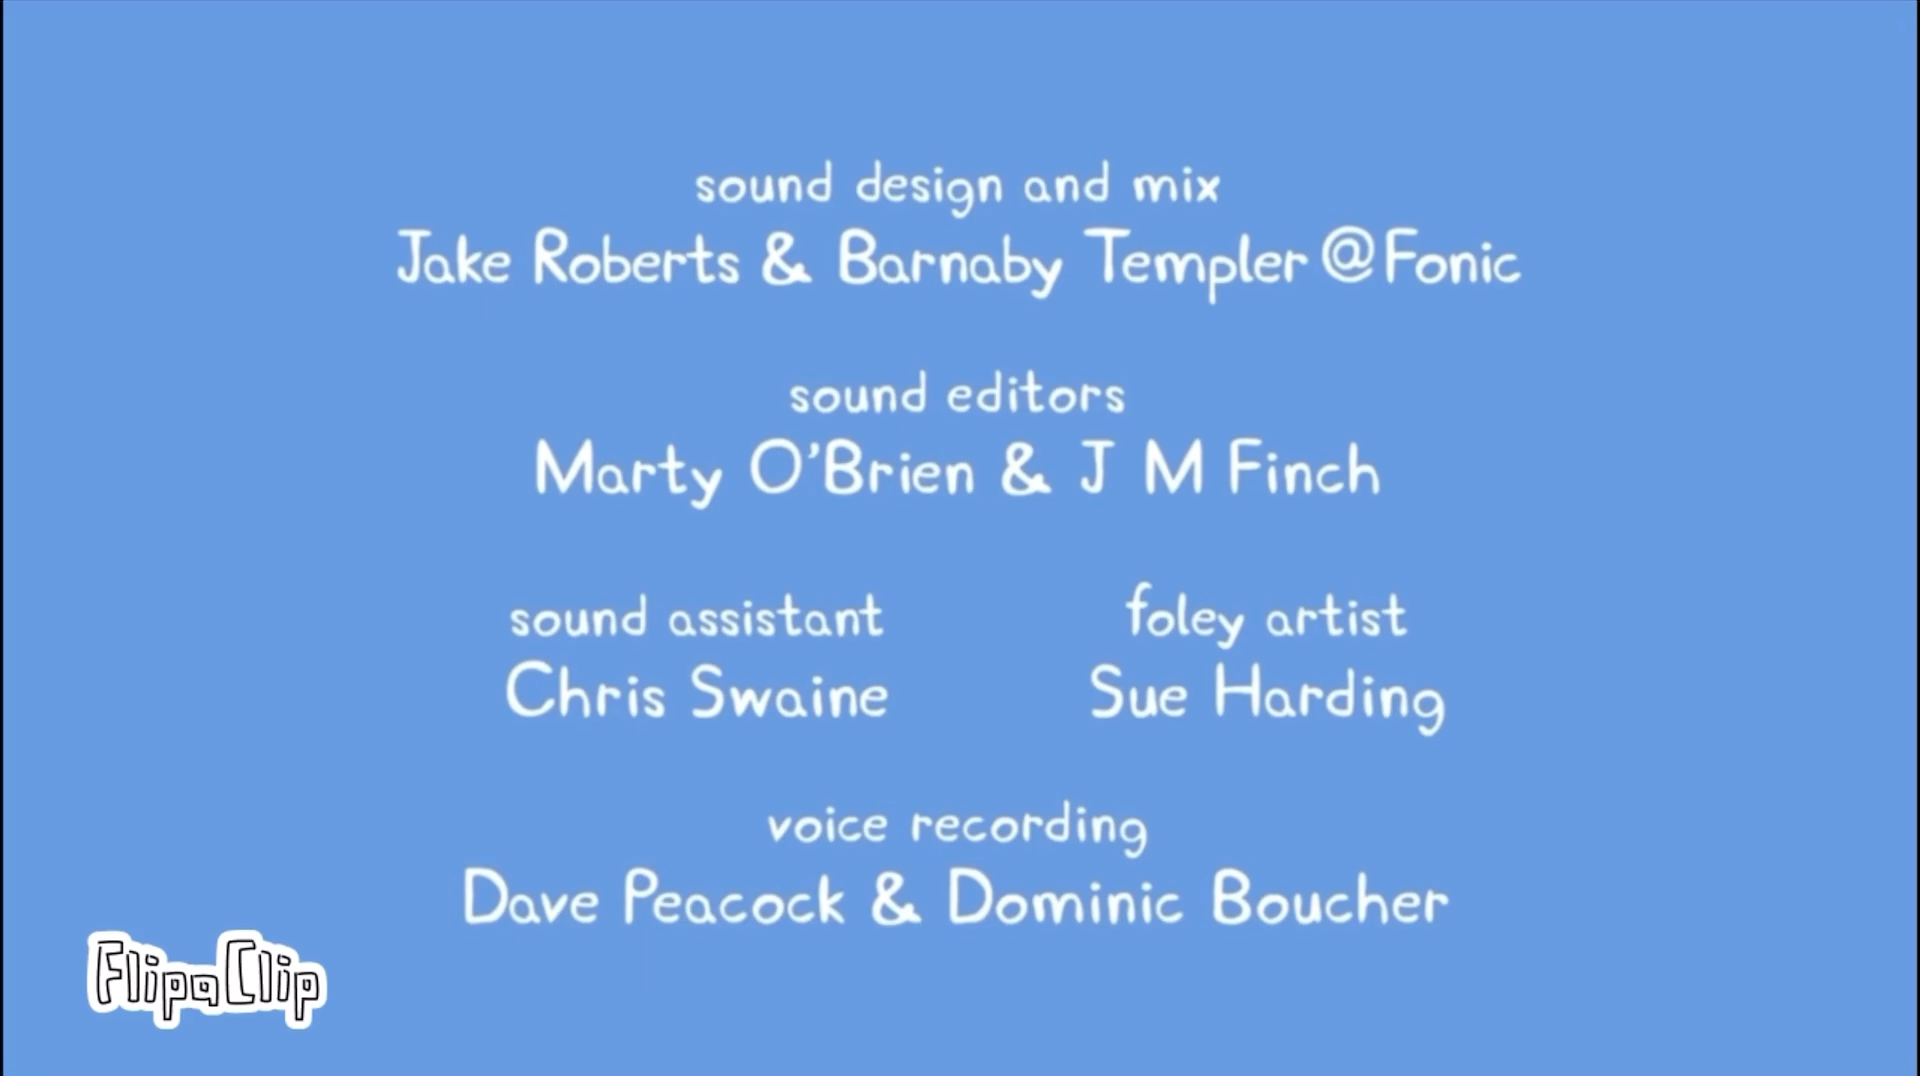 sound design and mix
Jake Roberts & Barnaby Templer @Fonic
sound editors
Marty O'Brien & J M Finch
sound assistant
Chris Swaine
foley artist
Sue Harding
voice recording
Dave Peacock & Dominic Boucher
FlipaClip